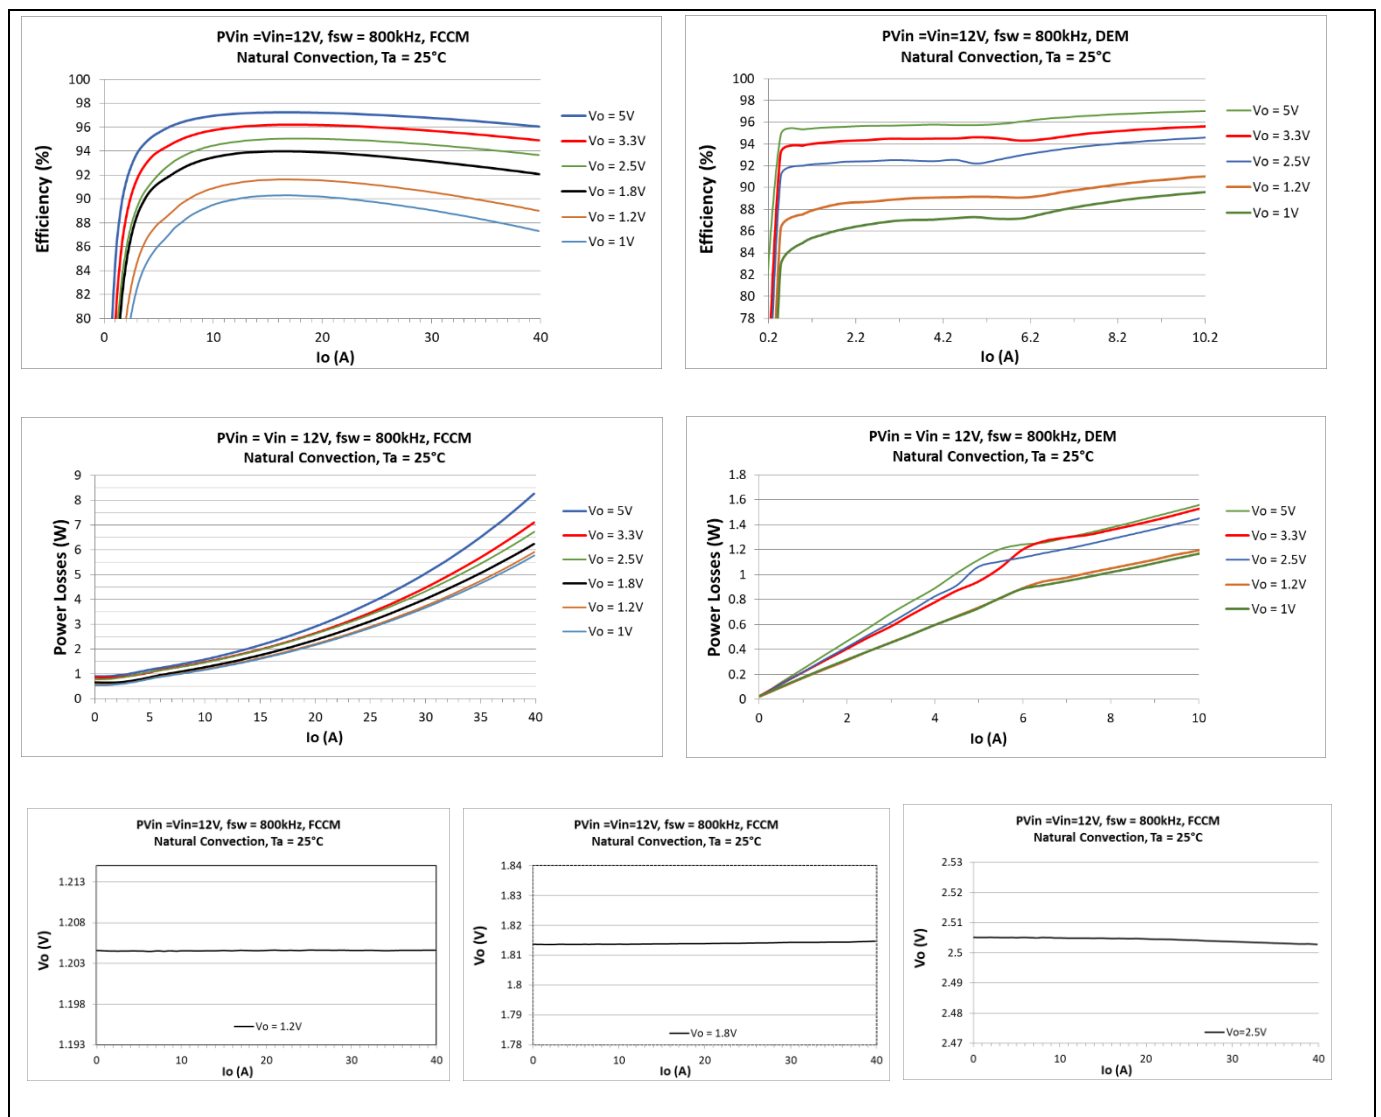 PVin =Vin=12V, fsw = 800kHz, FCCM
Natural Convection, Ta = 25°C
100
98
96
94
92
90
88
86
84
82
80
Efficiency (%)
0
10
20
30
40
Io (A)
Vo = 5V
Vo = 3.3V
Vo = 2.5V
Vo = 1.8V
Vo = 1.2V
Vo = 1V
PVin =Vin=12V, fsw = 800kHz, DEM
Natural Convection, Ta = 25°C
100
98
96
94
92
90
88
86
84
82
80
78
Efficiency (%)
0.2
2.2
4.2
6.2
8.2
10.2
Io (A)
Vo = 5V
Vo = 3.3V
Vo = 2.5V
Vo = 1.2V
Vo = 1V
PVin = Vin = 12V, fsw = 800kHz, FCCM
Natural Convection, Ta = 25°C
9
8
7
6
5
4
3
2
1
0
Power Losses (W)
0
5
10
15
20
25
30
35
40
Io (A)
Vo = 5V
Vo = 3.3V
Vo = 2.5V
Vo = 1.8V
Vo =1.2V
Vo = 1V
PVin = Vin = 12V, fsw = 800kHz, DEM
Natural Convection, Ta = 25°C
1.8
1.6
1.4
1.2
1
0.8
0.6
0.4
0.2
0
Power Losses (W)
0
2
4
6
8
10
Io (A)
Vo = 5V
Vo = 3.3V
Vo = 2.5V
Vo = 1.2V
Vo = 1V
PVin =Vin=12V, fsw = 800kHz, FCCM
Natural Convection, Ta = 25°C
1.213
1.208
1.203
1.198
1.193
Vo (V)
Vo = 1.2V
0
10
20
30
40
Io (A)
PVin =Vin=12V, fsw = 800kHz, FCCM
Natural Convection, Ta = 25°C
1.84
1.83
1.82
1.81
1.8
1.79
1.78
Vo (V)
Vo = 1.8V
0
10
20
30
40
Io (A)
PVin =Vin=12V, fsw = 800kHz, FCCM
Natural Convection, Ta = 25°C
2.53
2.52
2.51
2.5
2.49
2.48
2.47
Vo (V)
Vo=2.5V
0
10
20
30
40
Io (A)